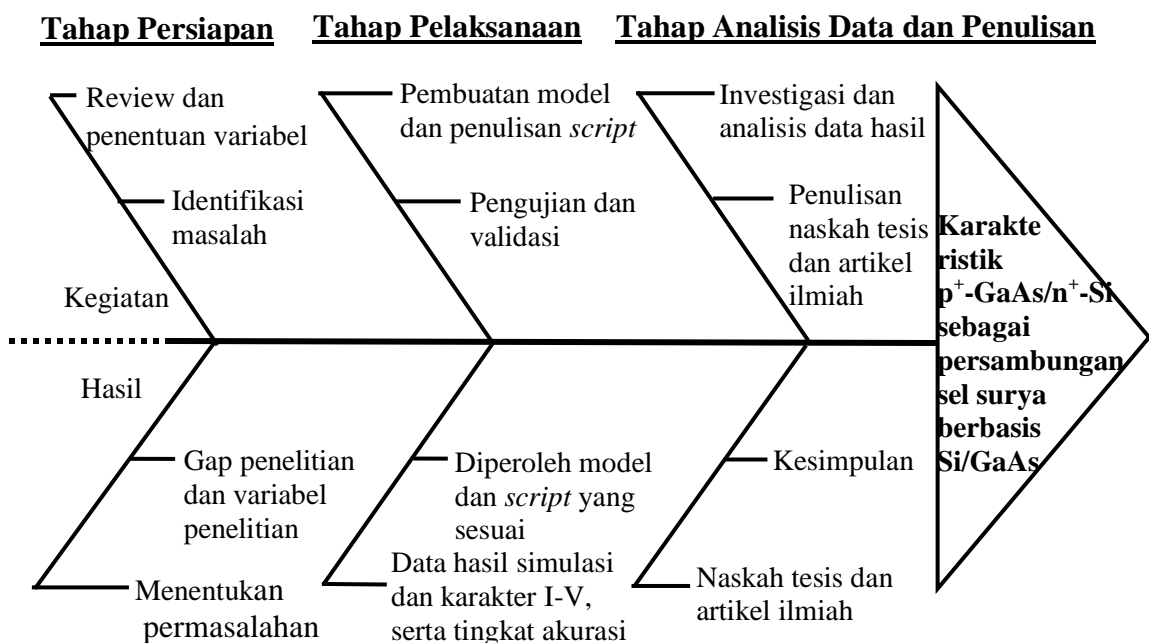 Tahap Persiapan
Tahap Pelaksanaan
Tahap Analisis Data dan Penulisan
Review dan
penentuan variabel
Identifikasi
masalah
Pembuatan model
dan penulisan script
Pengujian dan
validasi
Investigasi dan
analisis data hasil
Penulisan
naskah tesis
dan artikel
ilmiah
Kegiatan
Hasil
Gap penelitian
dan variabel
penelitian
Menentukan
permasalahan
Diperoleh model
dan script yang
sesuai
Data hasil simulasi
dan karakter I-V,
serta tingkat akurasi
Kesimpulan
Naskah tesis dan
artikel ilmiah
Karakte
ristik
p⁺-GaAs/n⁺-Si
sebagai
persambungan
sel surya
berbasis
Si/GaAs